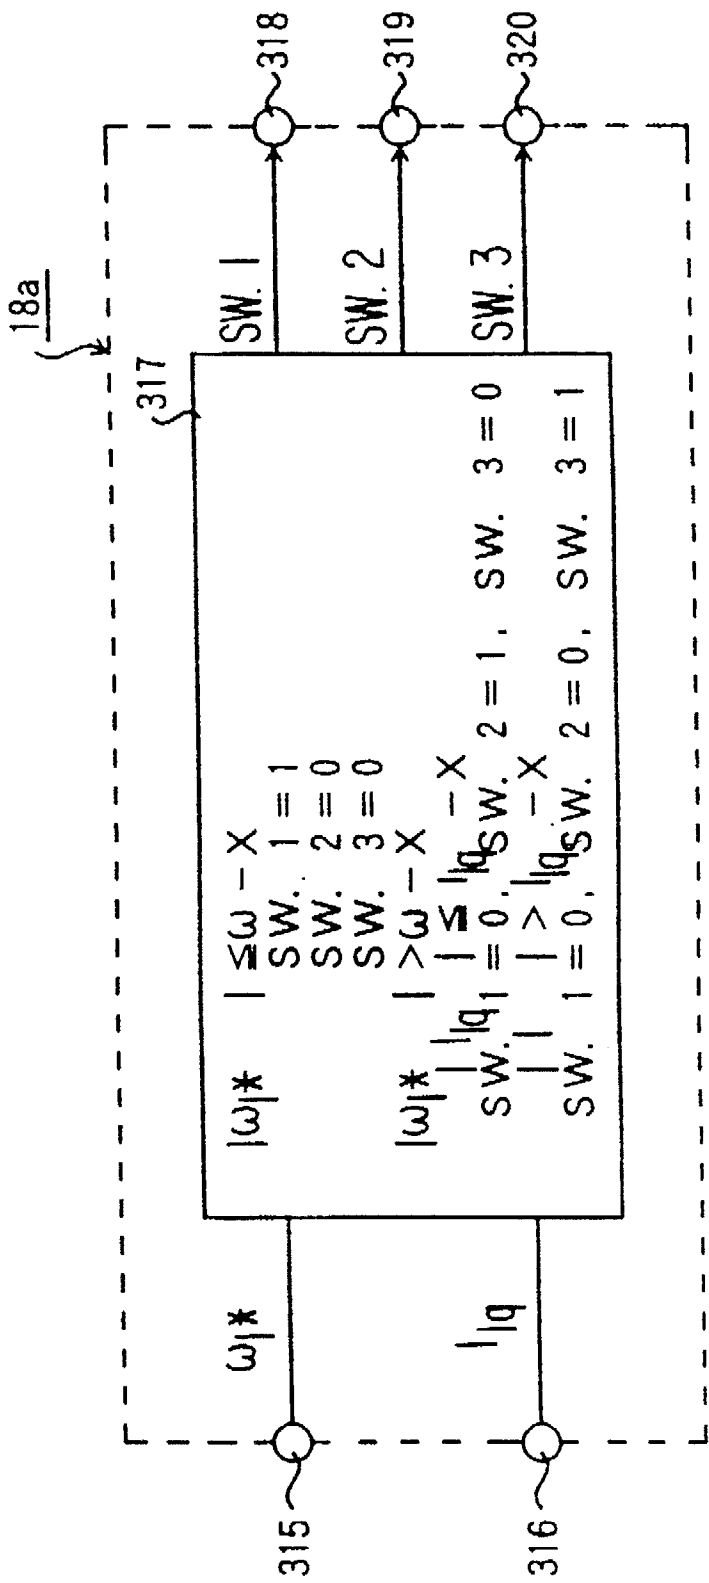 18a
317
315
316
ω₁*
I₁q
|ω₁* | ≦ω -X
SW. 1 = 1
SW. 2 = 0
SW. 3 = 0
|ω₁* | >ω -X
| I₁q | ≦ I₁q -X
SW. 1 = 0, SW. 2 = 1, SW. 3 = 0
| I | > I₁q -X
SW. 1 = 0, SW. 2 = 0, SW. 3 = 1
SW. 1
SW. 2
SW. 3
318
319
320